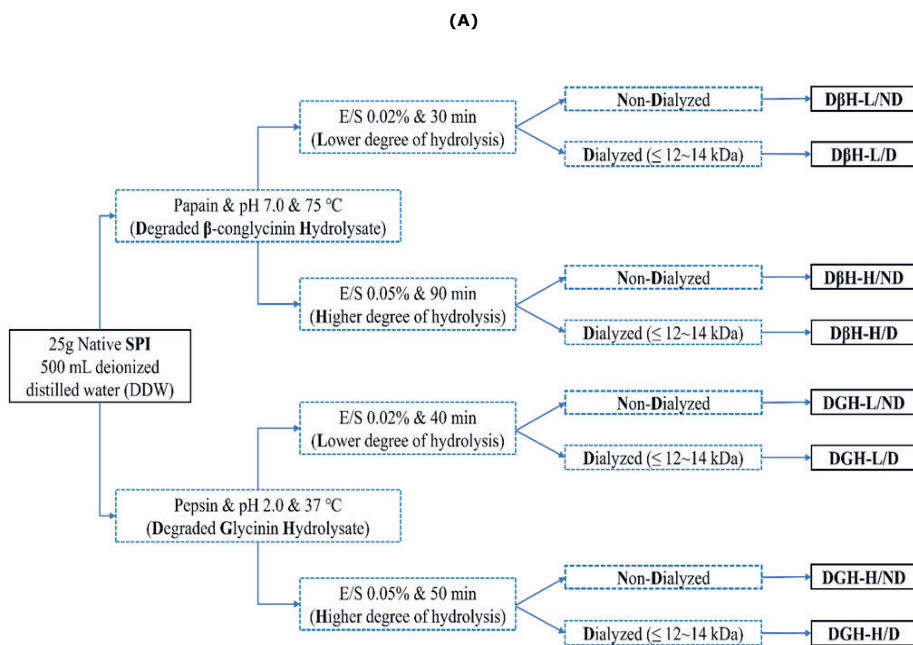 (A)
E/S 0.02% & 30 min
(Lower degree of hydrolysis)
Non-Dialyzed
DβH-L/ND
Dialyzed (≤ 12~14 kDa)
DβH-L/D
Papain & pH 7.0 & 75 ℃
(Degraded β-conglycinin Hydrolysate)
E/S 0.05% & 90 min
(Higher degree of hydrolysis)
Non-Dialyzed
DβH-H/ND
Dialyzed (≤ 12~14 kDa)
DβH-H/D
25g Native SPI
500 mL deionized
distilled water (DDW)
E/S 0.02% & 40 min
(Lower degree of hydrolysis)
Non-Dialyzed
DGH-L/ND
Dialyzed (≤ 12~14 kDa)
DGH-L/D
Pepsin & pH 2.0 & 37 ℃
(Degraded Glycinin Hydrolysate)
E/S 0.05% & 50 min
(Higher degree of hydrolysis)
Non-Dialyzed
DGH-H/ND
Dialyzed (≤ 12~14 kDa)
DGH-H/D